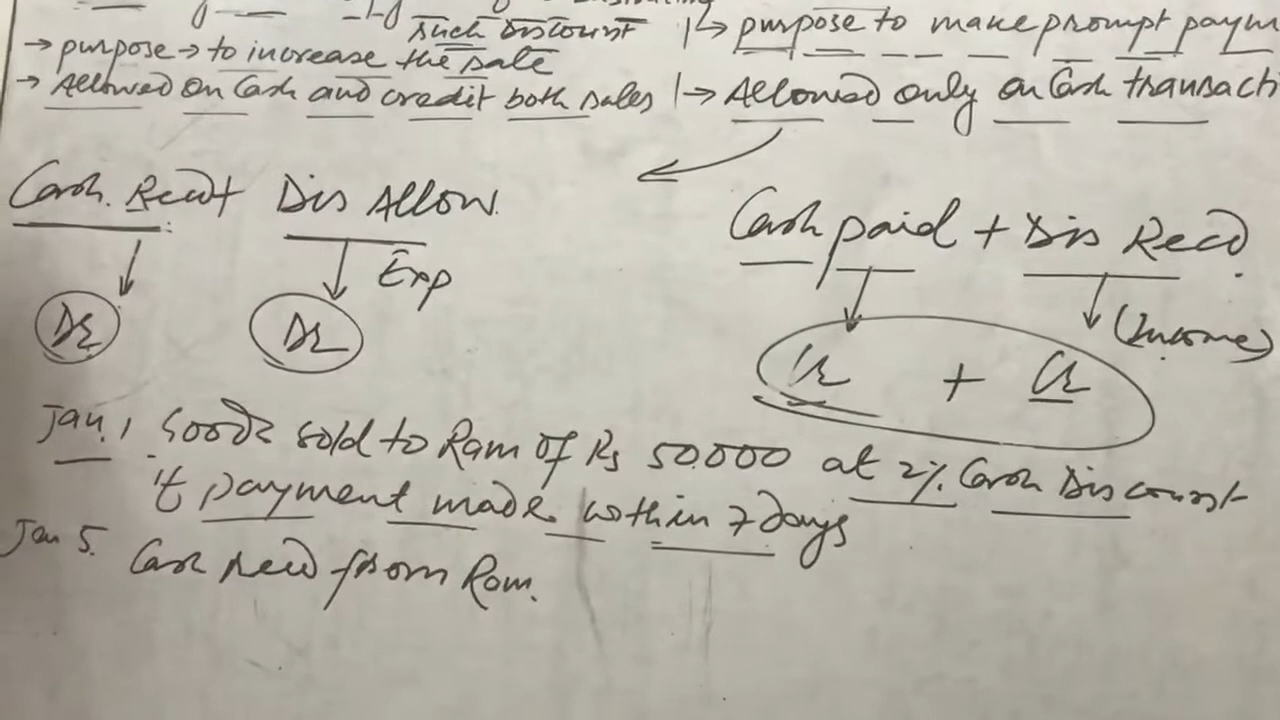 such Discount
→ purpose → to increase the sale
→ Allowed on Cash and credit both sales
↳ purpose to make prompt paym
→ Allowed only on Cash transacti
Cash Recd + Dis Allow.
Exp
Dr Dr
Cash paid + Dis Recd.
(Income)
Cr + Cr
Jan. 1 Goods sold to Ram of Rs 50.000 at 2% Cash Discount
if payment made within 7 days
Jan 5. Cash recd from Ram.